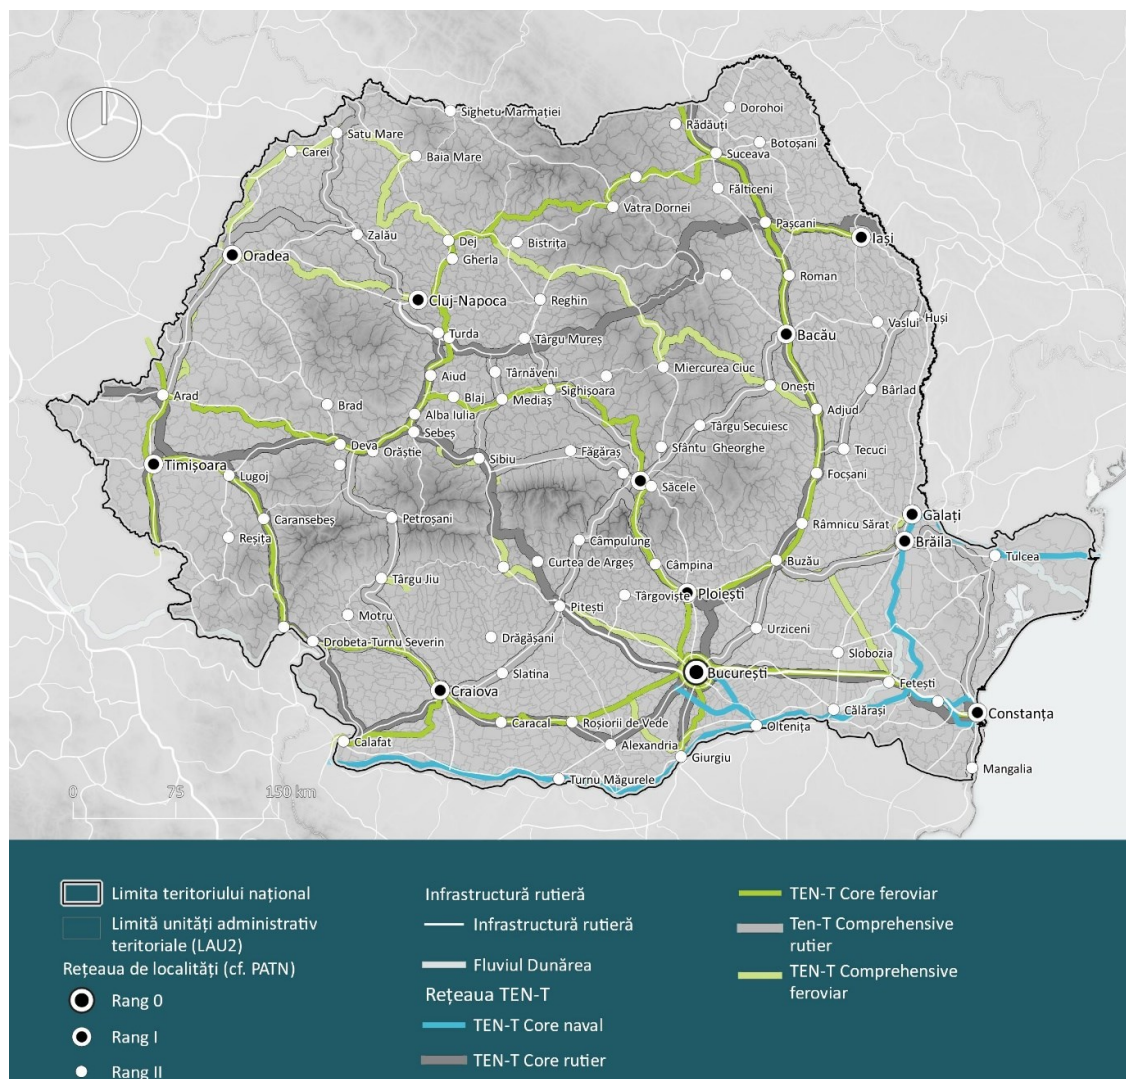 Dorohoi
Sighetu Marmației
Rădăuți
Satu Mare
Botoșani
Carei
Baia Mare
Suceava
Fălticeni
Vatra Dornei
Pașcani
Zalău
Iași
Dej
Bistrița
Oradea
Gherla
Roman
Cluj-Napoca
Reghin
Huși
Vaslui
Turda
Bacău
Târgu Mureș
Miercurea Ciuc
Aiud
Târnăveni
Onești
Sighișoara
Bârlad
Arad
Blaj
Mediaș
Brad
Adjud
Alba Iulia
Târgu Secuiesc
Sebeș
Deva
Sfântu Gheorghe
Tecuci
Orăștie
Făgăraș
Sibiu
Timișoara
Focșani
Lugoj
Săcele
Galați
Caransebeș
Petroșani
Râmnicu Sărat
Reșița
Câmpulung
Brăila
Tulcea
Curtea de Argeș
Câmpina
Buzău
Târgu Jiu
Târgoviște
Ploiești
Pitești
Motru
Urziceni
Drobeta-Turnu Severin
Drăgășani
Slobozia
Slatina
București
Fetești
Craiova
Călărași
Constanța
Caracal
Roșiorii de Vede
Oltenița
Calafat
Alexandria
Giurgiu
Mangalia
Turnu Măgurele
0 75 150 km
Limita teritoriului național
Limită unități administrativ
teritoriale (LAU2)
Rețeaua de localități (cf. PATN)
Rang 0
Rang I
Rang II
Infrastructură rutieră
Infrastructură rutieră
Fluviul Dunărea
Rețeaua TEN-T
TEN-T Core naval
TEN-T Core rutier
TEN-T Core feroviar
Ten-T Comprehensive
rutier
TEN-T Comprehensive
feroviar